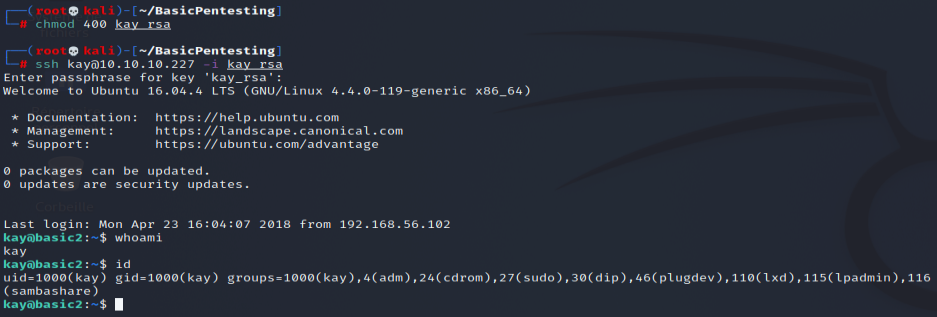 (root💀kali)-[~/BasicPentesting]
# chmod 400 kay_rsa
(root💀kali)-[~/BasicPentesting]
# ssh kay@10.10.10.227 -i kay_rsa
Enter passphrase for key 'kay_rsa':
Welcome to Ubuntu 16.04.4 LTS (GNU/Linux 4.4.0-119-generic x86_64)
* Documentation:  https://help.ubuntu.com
* Management:     https://landscape.canonical.com
* Support:        https://ubuntu.com/advantage
0 packages can be updated.
0 updates are security updates.
Last login: Mon Apr 23 16:04:07 2018 from 192.168.56.102
kay@basic2:~$ whoami
kay
kay@basic2:~$ id
uid=1000(kay) gid=1000(kay) groups=1000(kay),4(adm),24(cdrom),27(sudo),30(dip),46(plugdev),110(lxd),115(lpadmin),116
(sambashare)
kay@basic2:~$